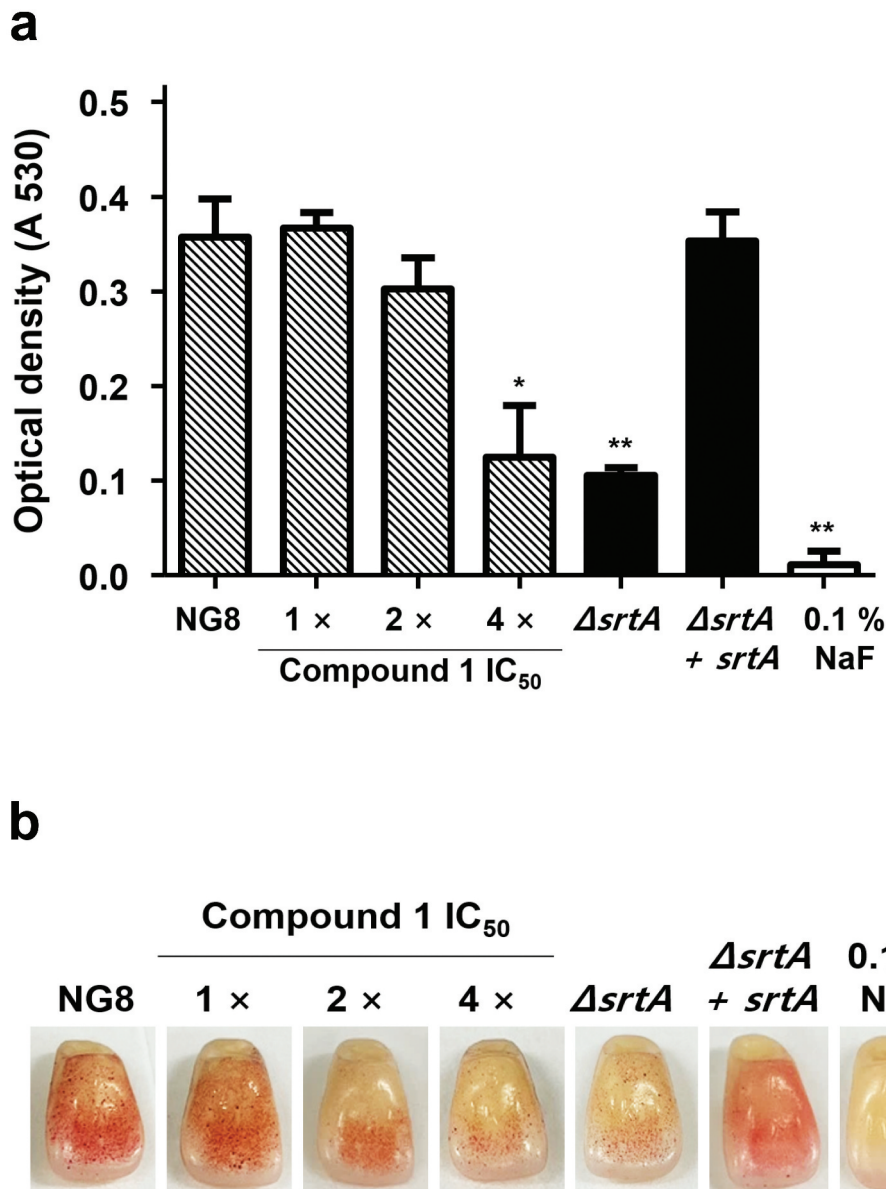 a
Optical density (A 530)
0.5
0.4
0.3
0.2
0.1
0.0
*
**
**
NG8 1 × 2 × 4 × ΔsrtA ΔsrtA 0.1 %
+ srtA NaF
Compound 1 IC50
b
Compound 1 IC50
ΔsrtA
NG8 1 × 2 × 4 × ΔsrtA + srtA